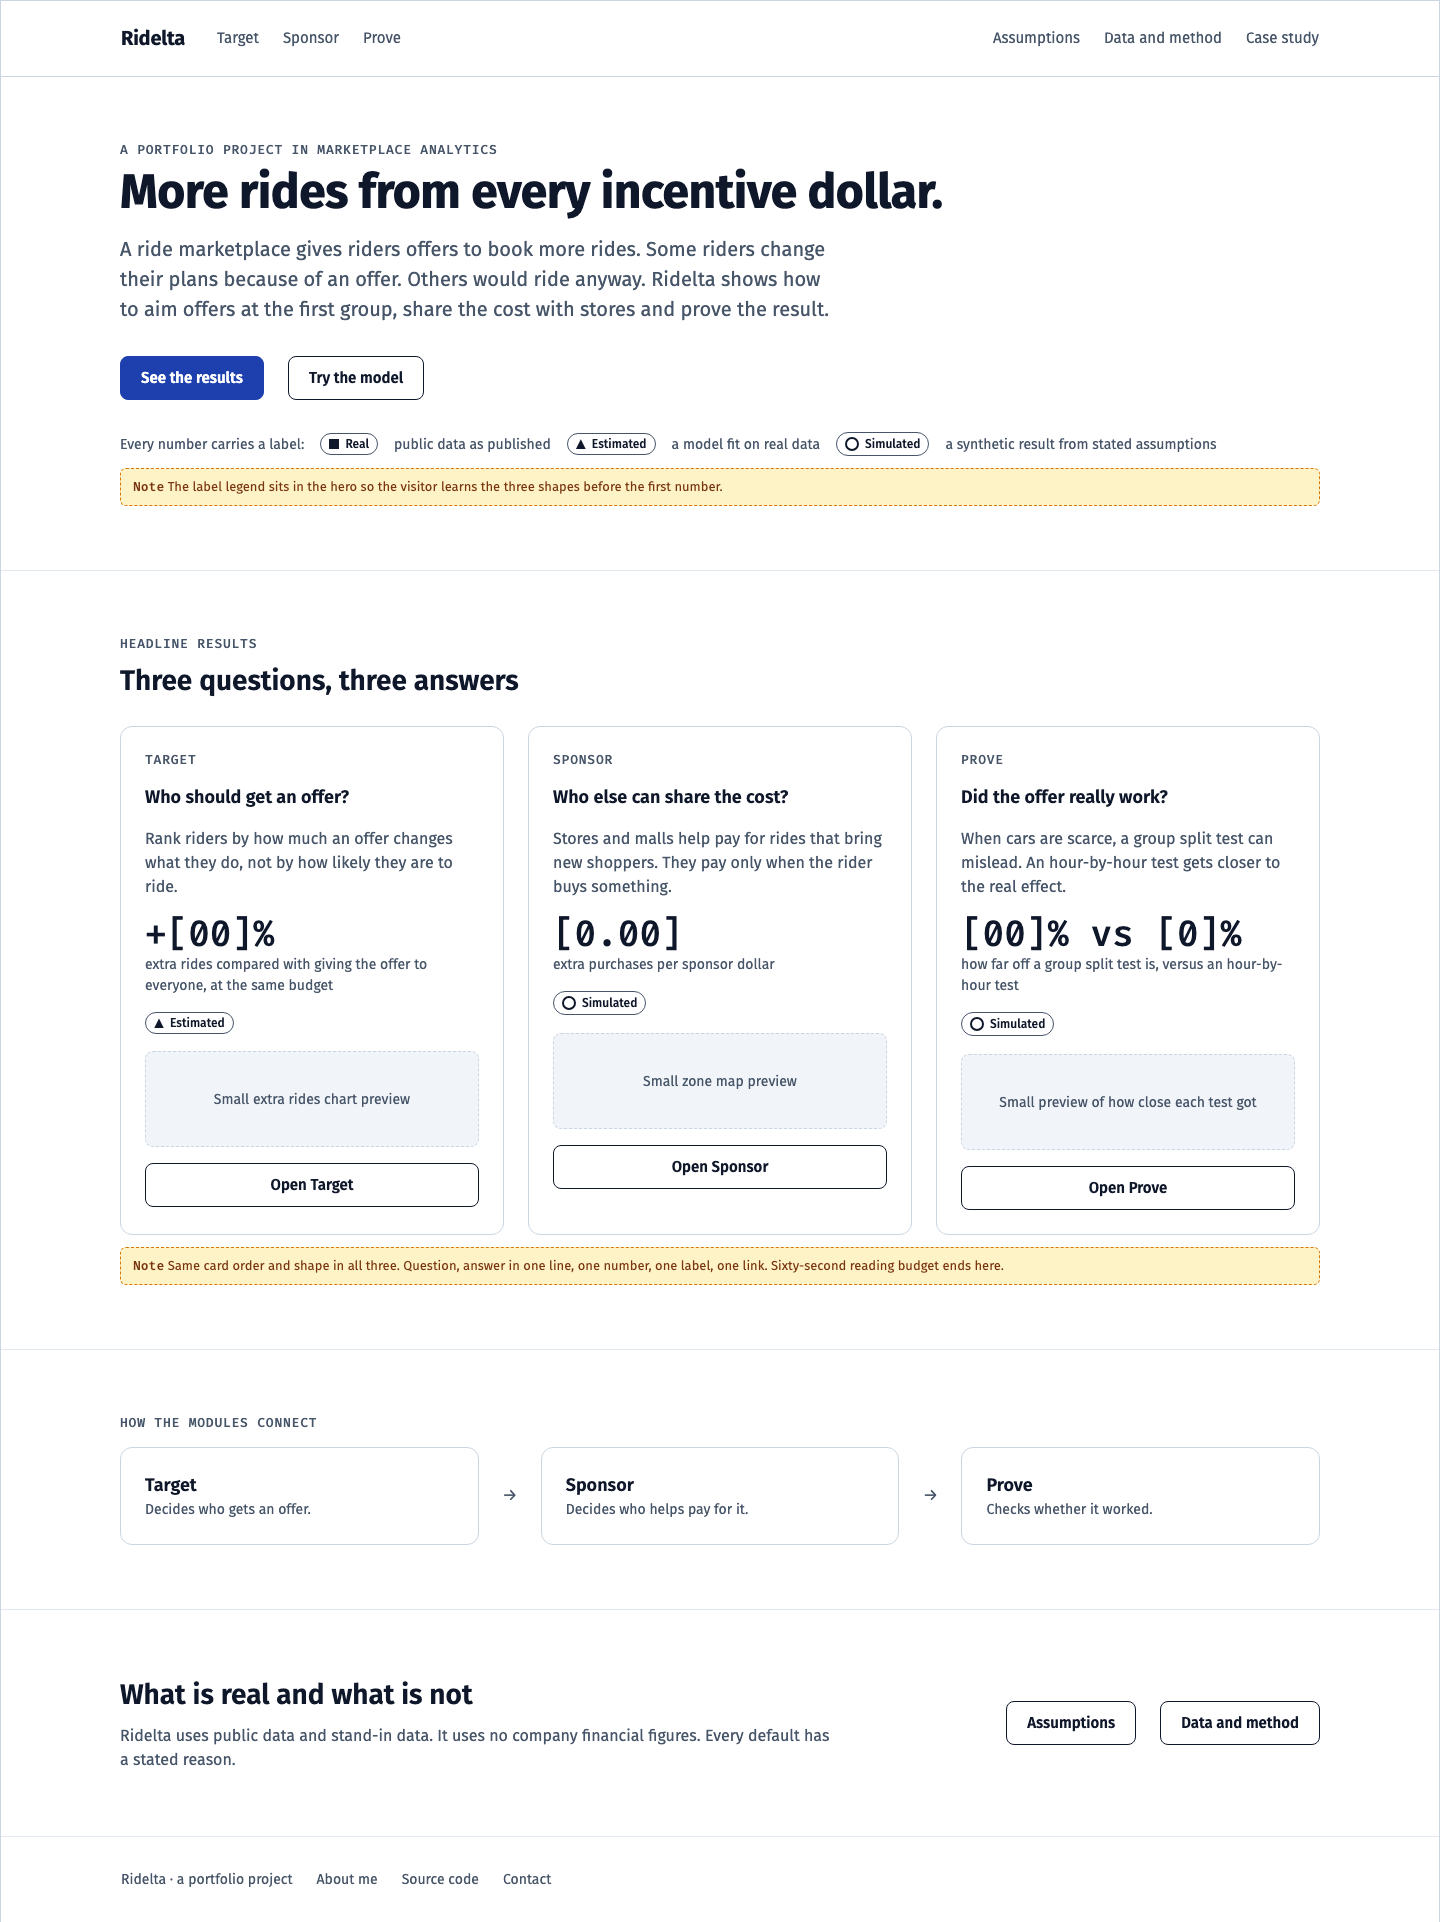 Ridelta Target Sponsor Prove Assumptions Data and method Case study
A PORTFOLIO PROJECT IN MARKETPLACE ANALYTICS
More rides from every incentive dollar.
A ride marketplace gives riders offers to book more rides. Some riders change
their plans because of an offer. Others would ride anyway. Ridelta shows how
to aim offers at the first group, share the cost with stores and prove the result.
See the results Try the model
Every number carries a label: Real public data as published Estimated a model fit on real data Simulated a synthetic result from stated assumptions
Note The label legend sits in the hero so the visitor learns the three shapes before the first number.
HEADLINE RESULTS
Three questions, three answers
TARGET
Who should get an offer?
Rank riders by how much an offer changes
what they do, not by how likely they are to
ride.
+[00]%
extra rides compared with giving the offer to
everyone, at the same budget
Estimated
Small extra rides chart preview
Open Target
SPONSOR
Who else can share the cost?
Stores and malls help pay for rides that bring
new shoppers. They pay only when the rider
buys something.
[0.00]
extra purchases per sponsor dollar
Simulated
Small zone map preview
Open Sponsor
PROVE
Did the offer really work?
When cars are scarce, a group split test can
mislead. An hour-by-hour test gets closer to
the real effect.
[00]% vs [0]%
how far off a group split test is, versus an hour-by-
hour test
Simulated
Small preview of how close each test got
Open Prove
Note Same card order and shape in all three. Question, answer in one line, one number, one label, one link. Sixty-second reading budget ends here.
HOW THE MODULES CONNECT
Target
Decides who gets an offer.
→
Sponsor
Decides who helps pay for it.
→
Prove
Checks whether it worked.
What is real and what is not
Ridelta uses public data and stand-in data. It uses no company financial figures. Every default has
a stated reason.
Assumptions Data and method
Ridelta · a portfolio project About me Source code Contact